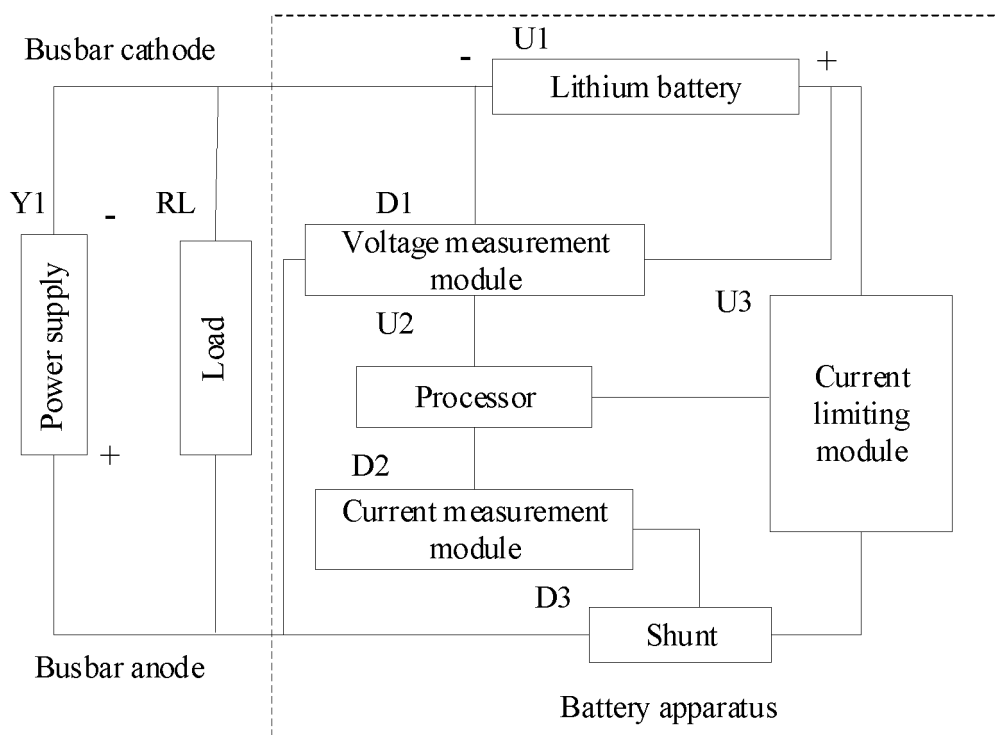 Busbar cathode
U1
-
+
Lithium battery
Y1
-
RL
D1
Voltage measurement
module
Power supply
Load
U2
U3
Processor
Current
limiting
module
+
D2
Current measurement
module
D3
Shunt
Busbar anode
Battery apparatus